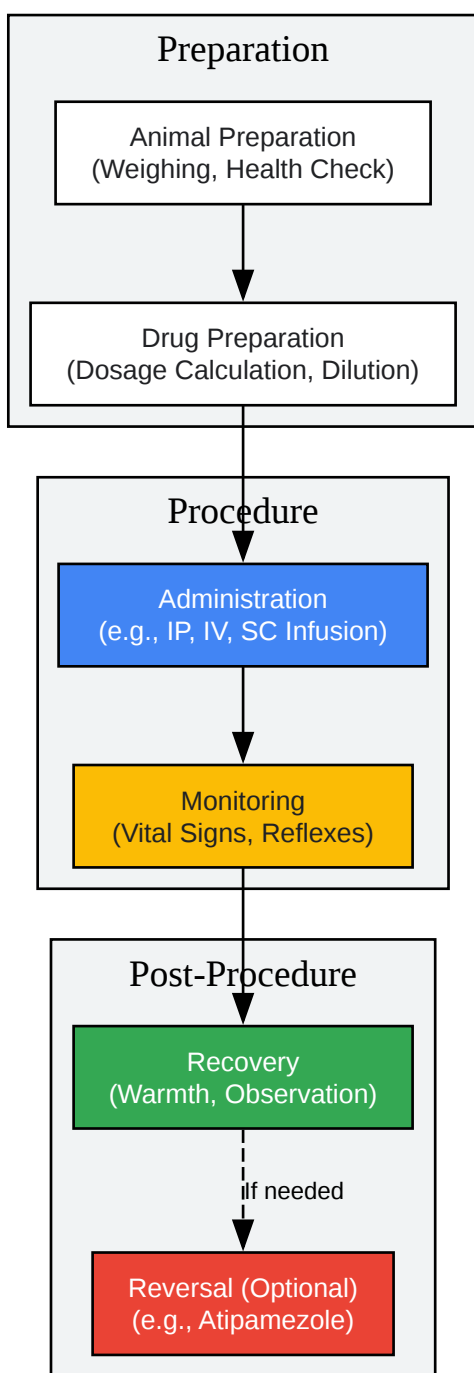 Preparation
Animal Preparation
(Weighing, Health Check)
Drug Preparation
(Dosage Calculation, Dilution)
Procedure
Administration
(e.g., IP, IV, SC Infusion)
Monitoring
(Vital Signs, Reflexes)
Post-Procedure
Recovery
(Warmth, Observation)
If needed
Reversal (Optional)
(e.g., Atipamezole)